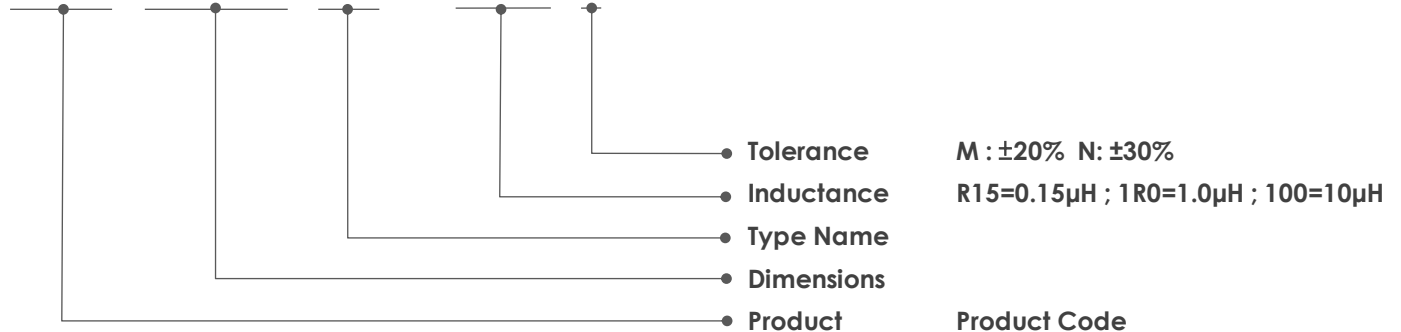 Tolerance M : ±20% N: ±30%
Inductance R15=0.15µH ; 1R0=1.0µH ; 100=10µH
Type Name
Dimensions
Product Product Code